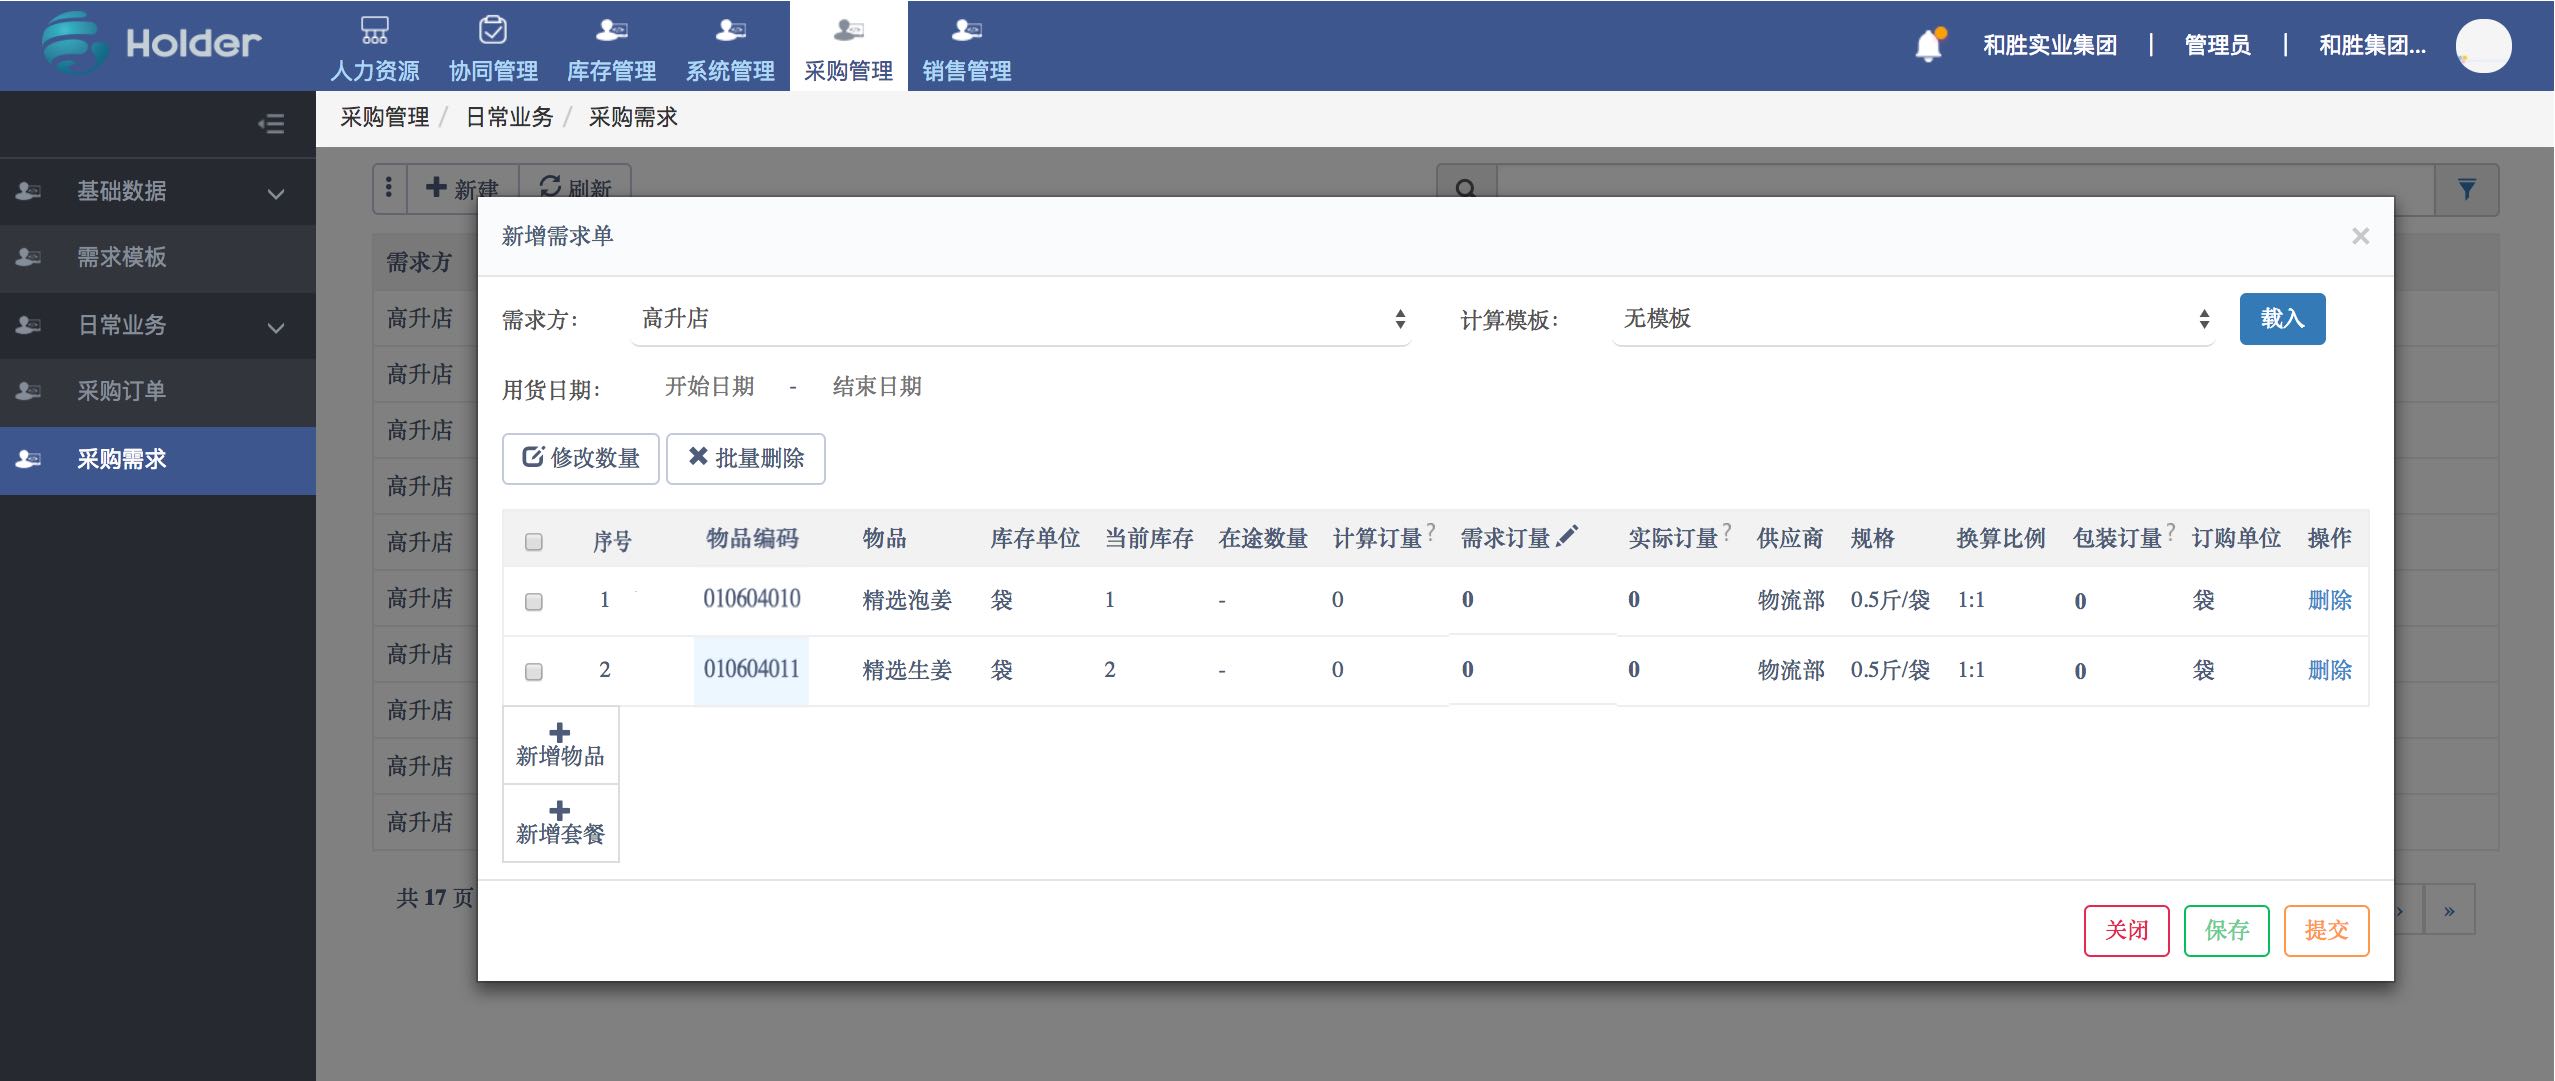 Holder
人力资源 协同管理 库存管理 系统管理 采购管理 销售管理
和胜实业集团 | 管理员 | 和胜集团...
采购管理 / 日常业务 / 采购需求
基础数据
需求模板
日常业务
采购订单
采购需求
新建 刷新
需求方
高升店
高升店
高升店
高升店
高升店
高升店
高升店
高升店
高升店
高升店
共 17 页
› »
新增需求单 ×
需求方： 高升店 计算模板： 无模板 载入
用货日期： 开始日期 - 结束日期
修改数量 批量删除
序号 物品编码 物品 库存单位 当前库存 在途数量 计算订量? 需求订量 实际订量? 供应商 规格 换算比例 包装订量? 订购单位 操作
1 010604010 精选泡姜 袋 1 - 0 0 0 物流部 0.5斤/袋 1:1 0 袋 删除
2 010604011 精选生姜 袋 2 - 0 0 0 物流部 0.5斤/袋 1:1 0 袋 删除
新增物品
新增套餐
关闭 保存 提交